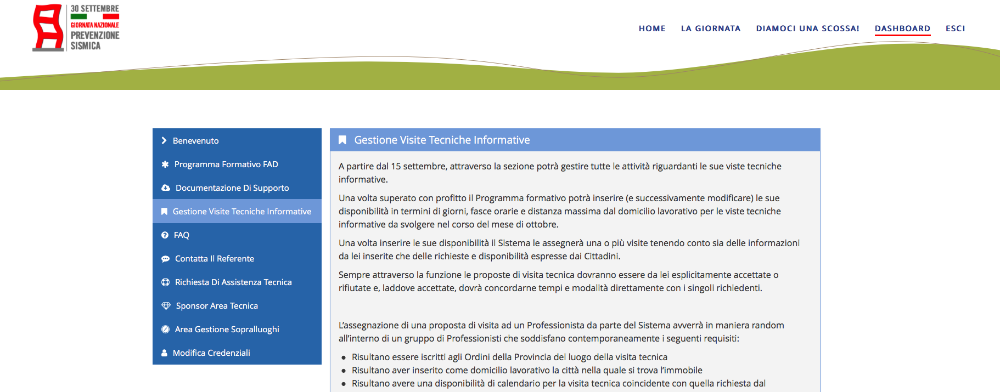 30 SETTEMBRE
GIORNATA NAZIONALE
PREVENZIONE
SISMICA
HOME LA GIORNATA DIAMOCI UNA SCOSSA! DASHBOARD ESCI
Benevenuto
Programma Formativo FAD
Documentazione Di Supporto
Gestione Visite Tecniche Informative
FAQ
Contatta Il Referente
Richiesta Di Assistenza Tecnica
Sponsor Area Tecnica
Area Gestione Sopralluoghi
Modifica Credenziali
Gestione Visite Tecniche Informative
A partire dal 15 settembre, attraverso la sezione potrà gestire tutte le attività riguardanti le sue viste tecniche
informative.
Una volta superato con profitto il Programma formativo potrà inserire (e successivamente modificare) le sue
disponibilità in termini di giorni, fasce orarie e distanza massima dal domicilio lavorativo per le viste tecniche
informative da svolgere nel corso del mese di ottobre.
Una volta inserire le sue disponibilità il Sistema le assegnerà una o più visite tenendo conto sia delle informazioni
da lei inserite che delle richieste e disponibilità espresse dai Cittadini.
Sempre attraverso la funzione le proposte di visita tecnica dovranno essere da lei esplicitamente accettate o
rifiutate e, laddove accettate, dovrà concordarne tempi e modalità direttamente con i singoli richiedenti.
L'assegnazione di una proposta di visita ad un Professionista da parte del Sistema avverrà in maniera random
all'interno di un gruppo di Professionisti che soddisfano contemporaneamente i seguenti requisiti:
● Risultano essere iscritti agli Ordini della Provincia del luogo della visita tecnica
● Risultano aver inserito come domicilio lavorativo la città nella quale si trova l'immobile
● Risultano avere una disponibilità di calendario per la visita tecnica coincidente con quella richiesta dal